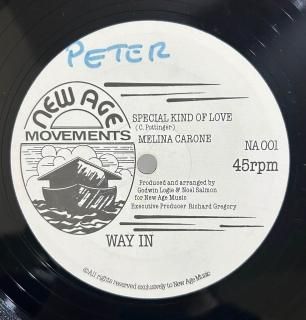 PETER
NEW AGE
MOVEMENTS
SPECIAL KIND OF LOVE
(C. Pottinger)
MELINA CARONE
NA 001
45rpm
Produced and arranged by
Godwin Logie & Noel Salmon
for New Age Music
Executive Producer Richard Gregory
WAY IN
©All rights reserved exclusively to New Age Music